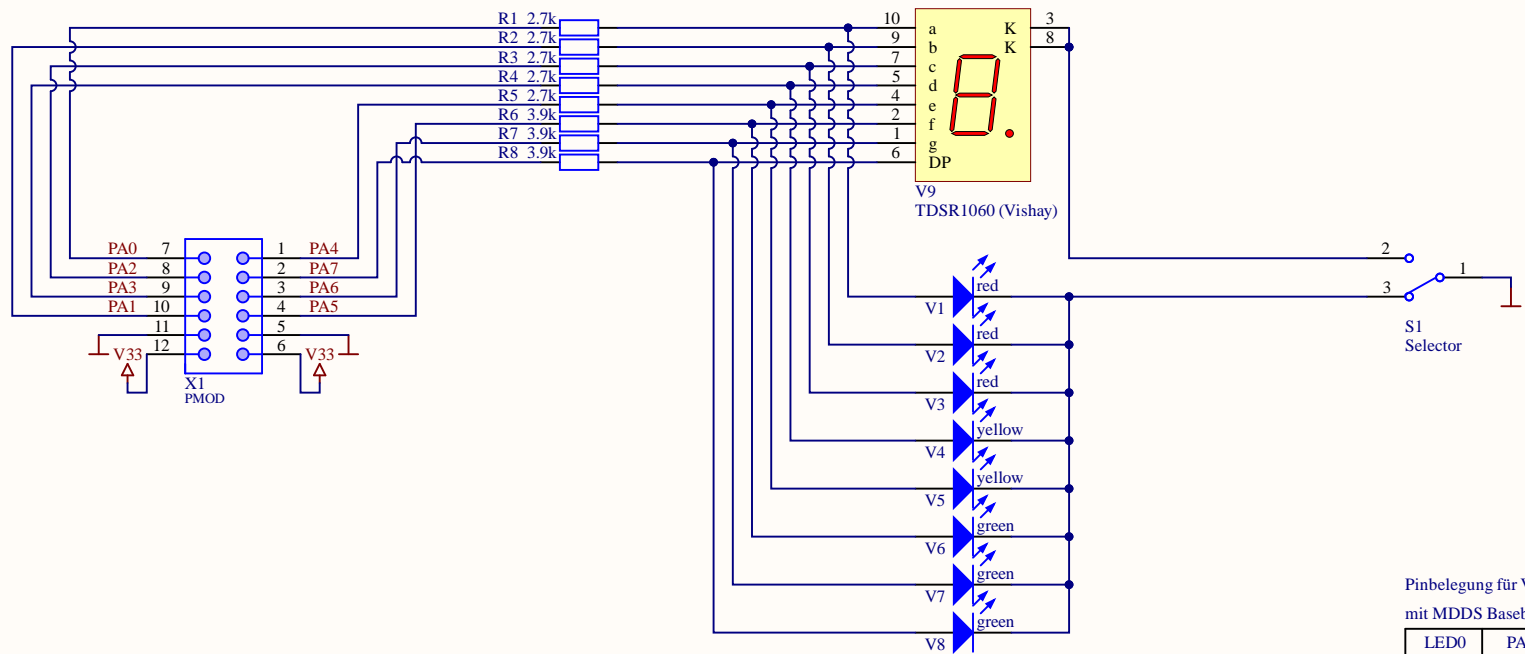 R1 2.7k
R2 2.7k
R3 2.7k
R4 2.7k
R5 2.7k
R6 3.9k
R7 3.9k
R8 3.9k
10 a K 3
9 b K 8
7 c
5 d
4 e
2 f
1 g
6 DP
V9
TDSR1060 (Vishay)
PA0 7 1 PA4
PA2 8 2 PA7
PA3 9 3 PA6
PA1 10 4 PA5
11 5
V33 12 6 V33
X1
PMOD
2
1
3
S1
Selector
red
V1
red
V2
red
V3
yellow
V4
yellow
V5
green
V6
green
V7
green
V8
Pinbelegung für
mit MDDS
LED0